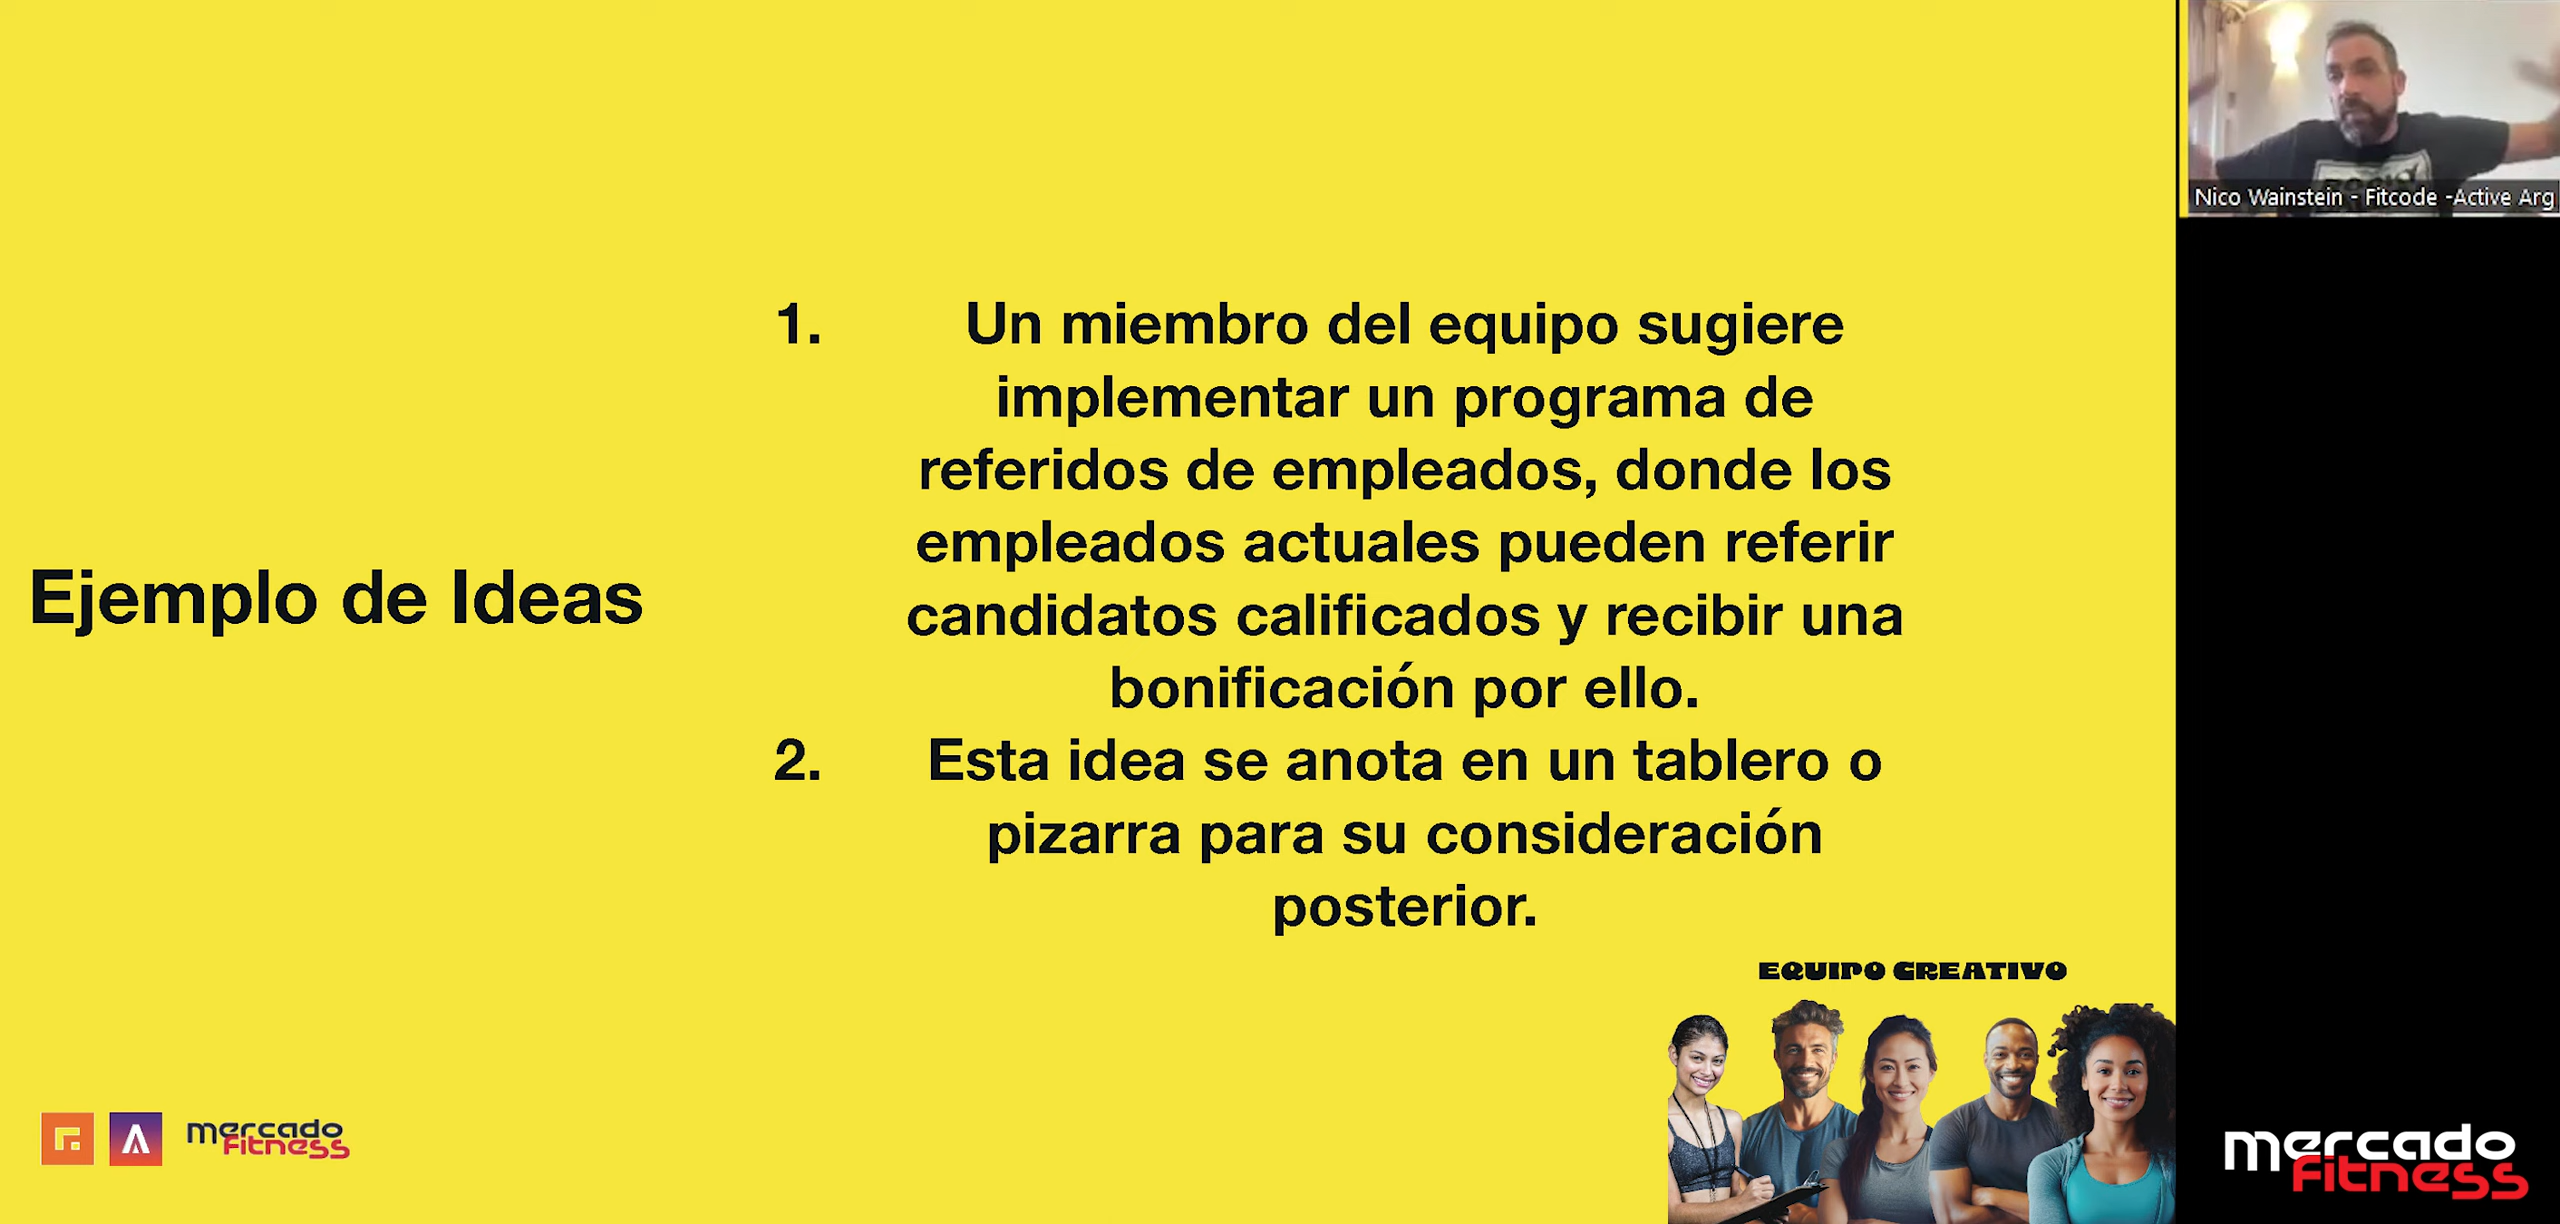 Nico Wainstein - Fitcode -Active Arg
Ejemplo de Ideas
1. Un miembro del equipo sugiere
implementar un programa de
referidos de empleados, donde los
empleados actuales pueden referir
candidatos calificados y recibir una
bonificación por ello.
2. Esta idea se anota en un tablero o
pizarra para su consideración
posterior.
EQUIPO CREATIVO
mercado
Fitness
mercado
Fitness